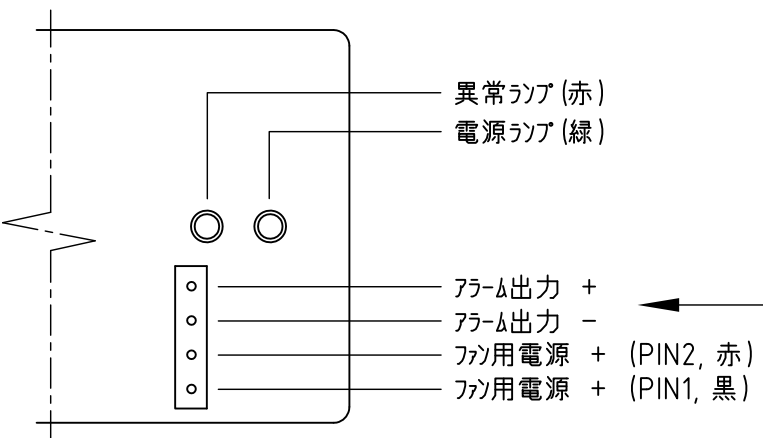 異常ランプ(赤)
電源ランプ(緑)
アラーム出力 +
アラーム出力 -
ファン用電源 + (PIN2, 赤)
ファン用電源 + (PIN1, 黒)